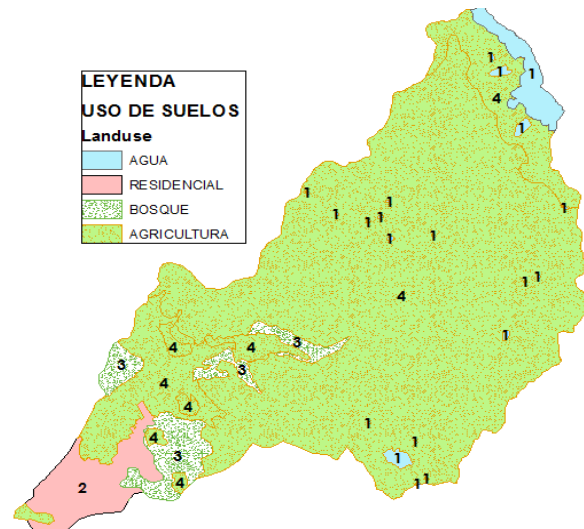 LEYENDA
USO DE SUELOS
Landuse
AGUA
RESIDENCIAL
BOSQUE
AGRICULTURA
1
1 1
4
1
1 1 1
1 1 1
1 1
1 1
4
1
3
4 4
3 3
4
4
1
4 1
3 1
4 1
2 1